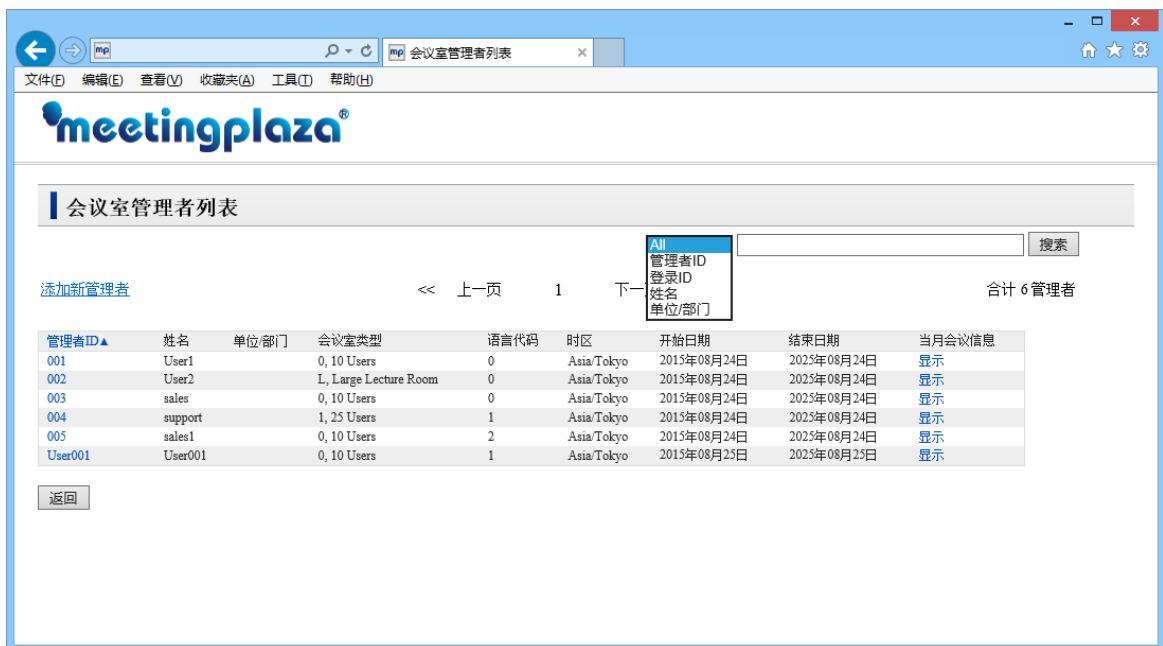 mp
mp 会议室管理者列表
文件(F) 编辑(E) 查看(V) 收藏夹(A) 工具(T) 帮助(H)
meetingplaza®
会议室管理者列表
All
管理者ID
登录ID
姓名
单位/部门
搜索
添加新管理者 << 上一页 1 下一 合计 6 管理者
管理者ID▲ 姓名 单位/部门 会议室类型 语言代码 时区 开始日期 结束日期 当月会议信息
001 User1 0, 10 Users 0 Asia/Tokyo 2015年08月24日 2025年08月24日 显示
002 User2 L, Large Lecture Room 0 Asia/Tokyo 2015年08月24日 2025年08月24日 显示
003 sales 0, 10 Users 0 Asia/Tokyo 2015年08月24日 2025年08月24日 显示
004 support 1, 25 Users 1 Asia/Tokyo 2015年08月24日 2025年08月24日 显示
005 sales1 0, 10 Users 2 Asia/Tokyo 2015年08月24日 2025年08月24日 显示
User001 User001 0, 10 Users 1 Asia/Tokyo 2015年08月25日 2025年08月25日 显示
返回